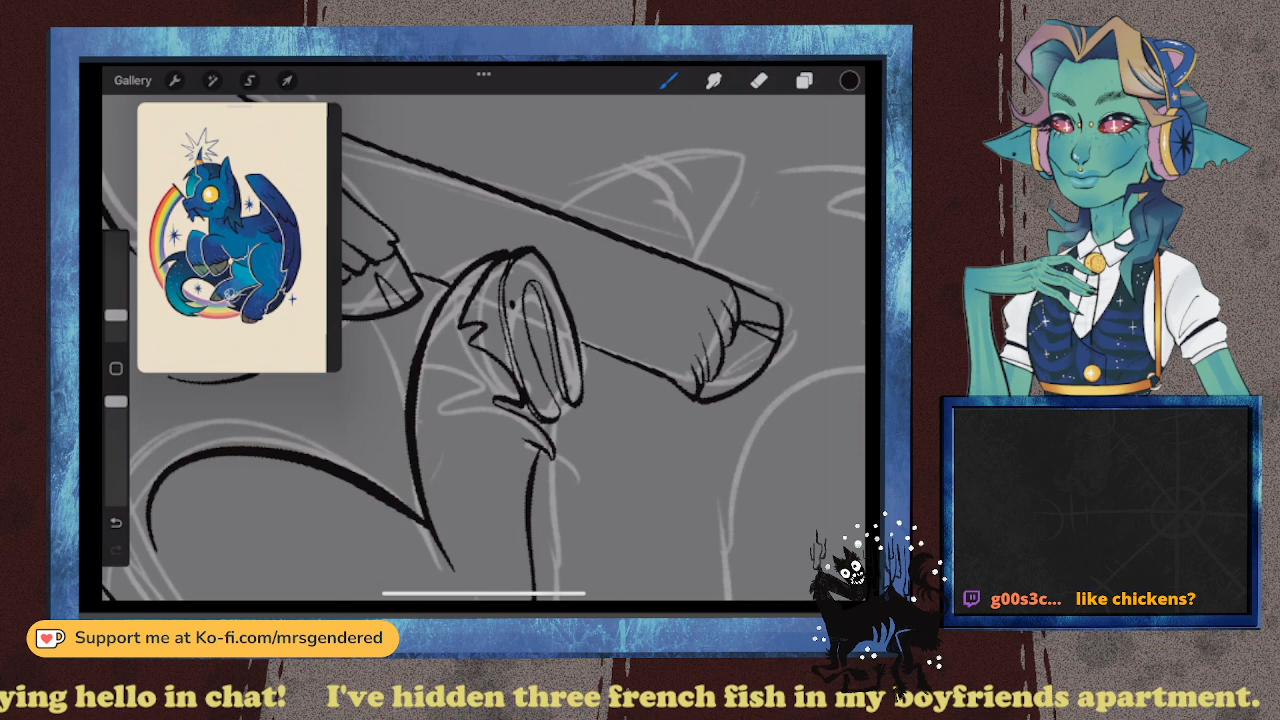 Gallery
g00s3c... like chickens?
Support me at Ko-fi.com/mrsgendered
ying hello in chat! I've hidden three french fish in my boyfriends apartment.